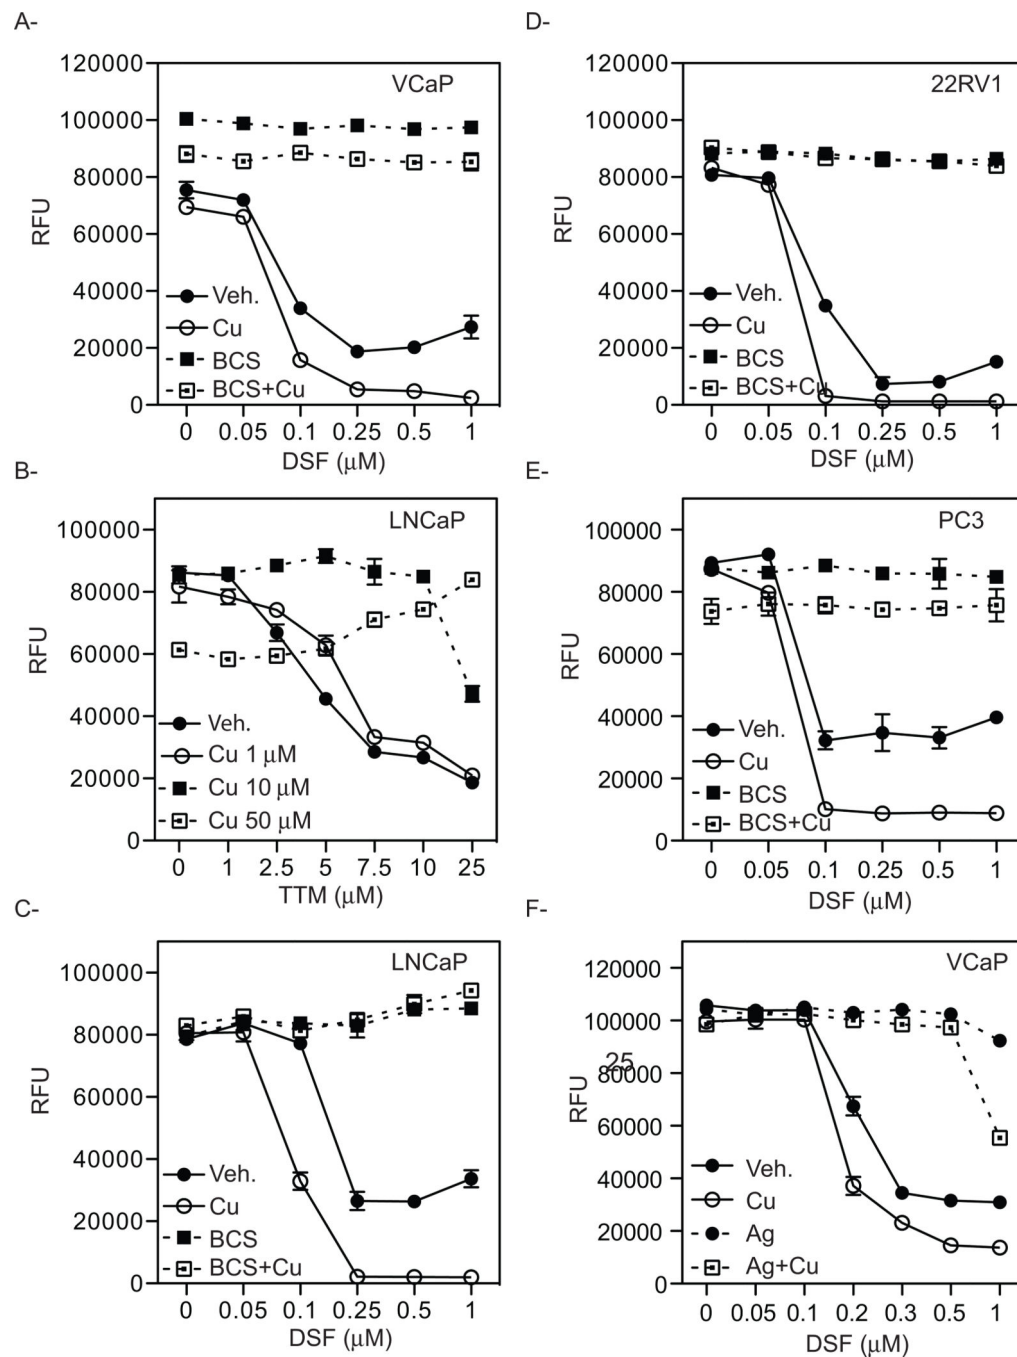 A-
120000
100000
80000
60000
40000
20000
0
RFU
VCaP
Veh.
Cu
BCS
BCS+Cu
0 0.05 0.1 0.25 0.5 1
DSF (μM)
B-
100000
80000
60000
40000
20000
0
RFU
LNCaP
Veh.
Cu 1 μM
Cu 10 μM
Cu 50 μM
0 1 2.5 5 7.5 10 25
TTM (μM)
C-
100000
80000
60000
40000
20000
0
RFU
LNCaP
Veh.
Cu
BCS
BCS+Cu
0 0.05 0.1 0.25 0.5 1
DSF (μM)
D-
120000
100000
80000
60000
40000
20000
0
RFU
22RV1
Veh.
Cu
BCS
BCS+Cu
0 0.05 0.1 0.25 0.5 1
DSF (μM)
E-
100000
80000
60000
40000
20000
0
RFU
PC3
Veh.
Cu
BCS
BCS+Cu
0 0.05 0.1 0.25 0.5 1
DSF (μM)
F-
120000
100000
25
80000
60000
40000
20000
0
RFU
VCaP
Veh.
Cu
Ag
Ag+Cu
0 0.05 0.1 0.2 0.3 0.5 1
DSF (μM)